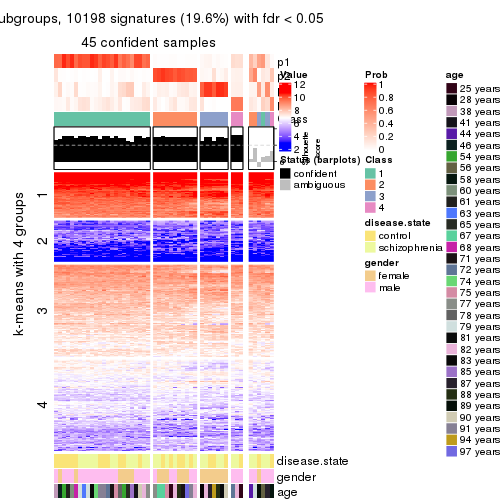 ubgroups, 10198 signatures (19.6%) with fdr < 0.05
45 confident samples
k-means with 4 groups
1
2
3
4
p1
Value
12
10
8
6
4
2
Status (barplots)
confident
ambiguous
Silhouette
score
Prob
1
0.8
0.6
0.4
0.2
0
Class
1
2
3
4
disease.state
control
schizophrenia
gender
female
male
age
25 years
28 years
38 years
41 years
44 years
46 years
54 years
56 years
58 years
60 years
61 years
63 years
65 years
67 years
68 years
71 years
72 years
74 years
75 years
77 years
78 years
79 years
81 years
82 years
83 years
85 years
87 years
88 years
89 years
90 years
91 years
94 years
97 years
disease.state
gender
age